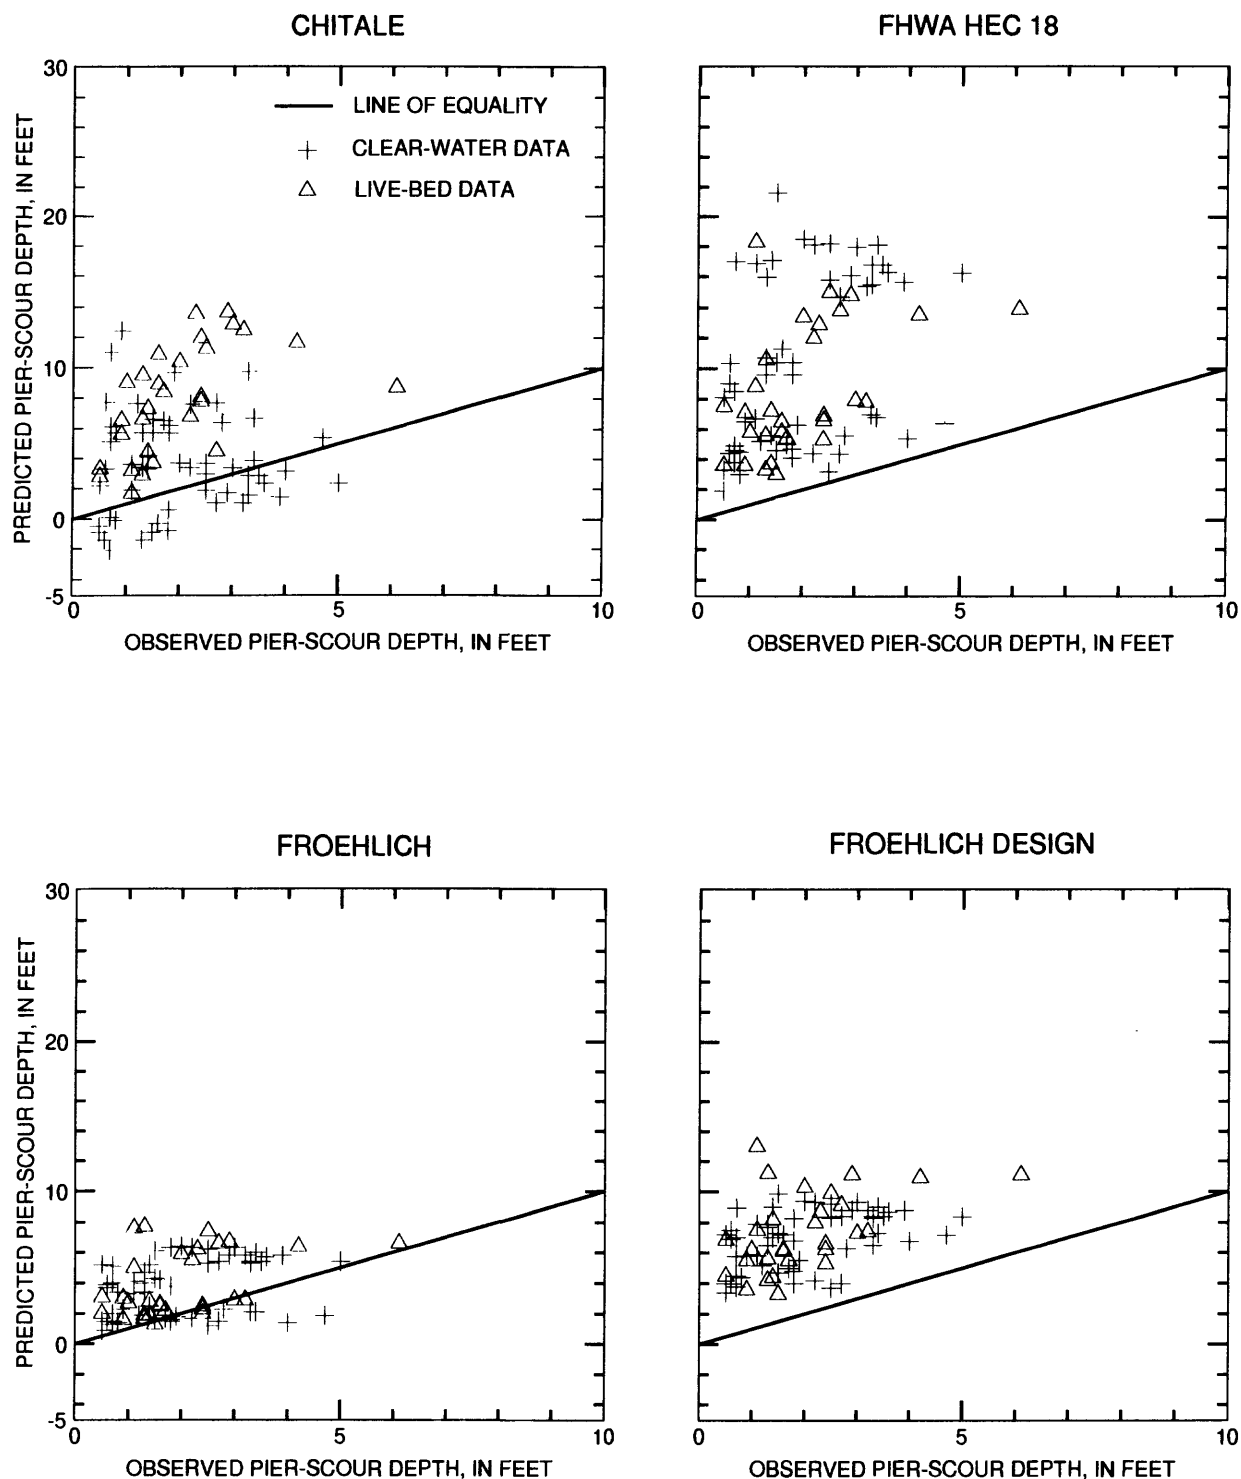 CHITALE
30
20
10
0
-5
0
5
10
PREDICTED PIER-SCOUR DEPTH, IN FEET
OBSERVED PIER-SCOUR DEPTH, IN FEET
LINE OF EQUALITY
CLEAR-WATER DATA
LIVE-BED DATA
FHWA HEC 18
0
5
10
OBSERVED PIER-SCOUR DEPTH, IN FEET
FROEHLICH
30
20
10
0
-5
0
5
10
PREDICTED PIER-SCOUR DEPTH, IN FEET
OBSERVED PIER-SCOUR DEPTH, IN FEET
FROEHLICH DESIGN
0
5
10
OBSERVED PIER-SCOUR DEPTH, IN FEET